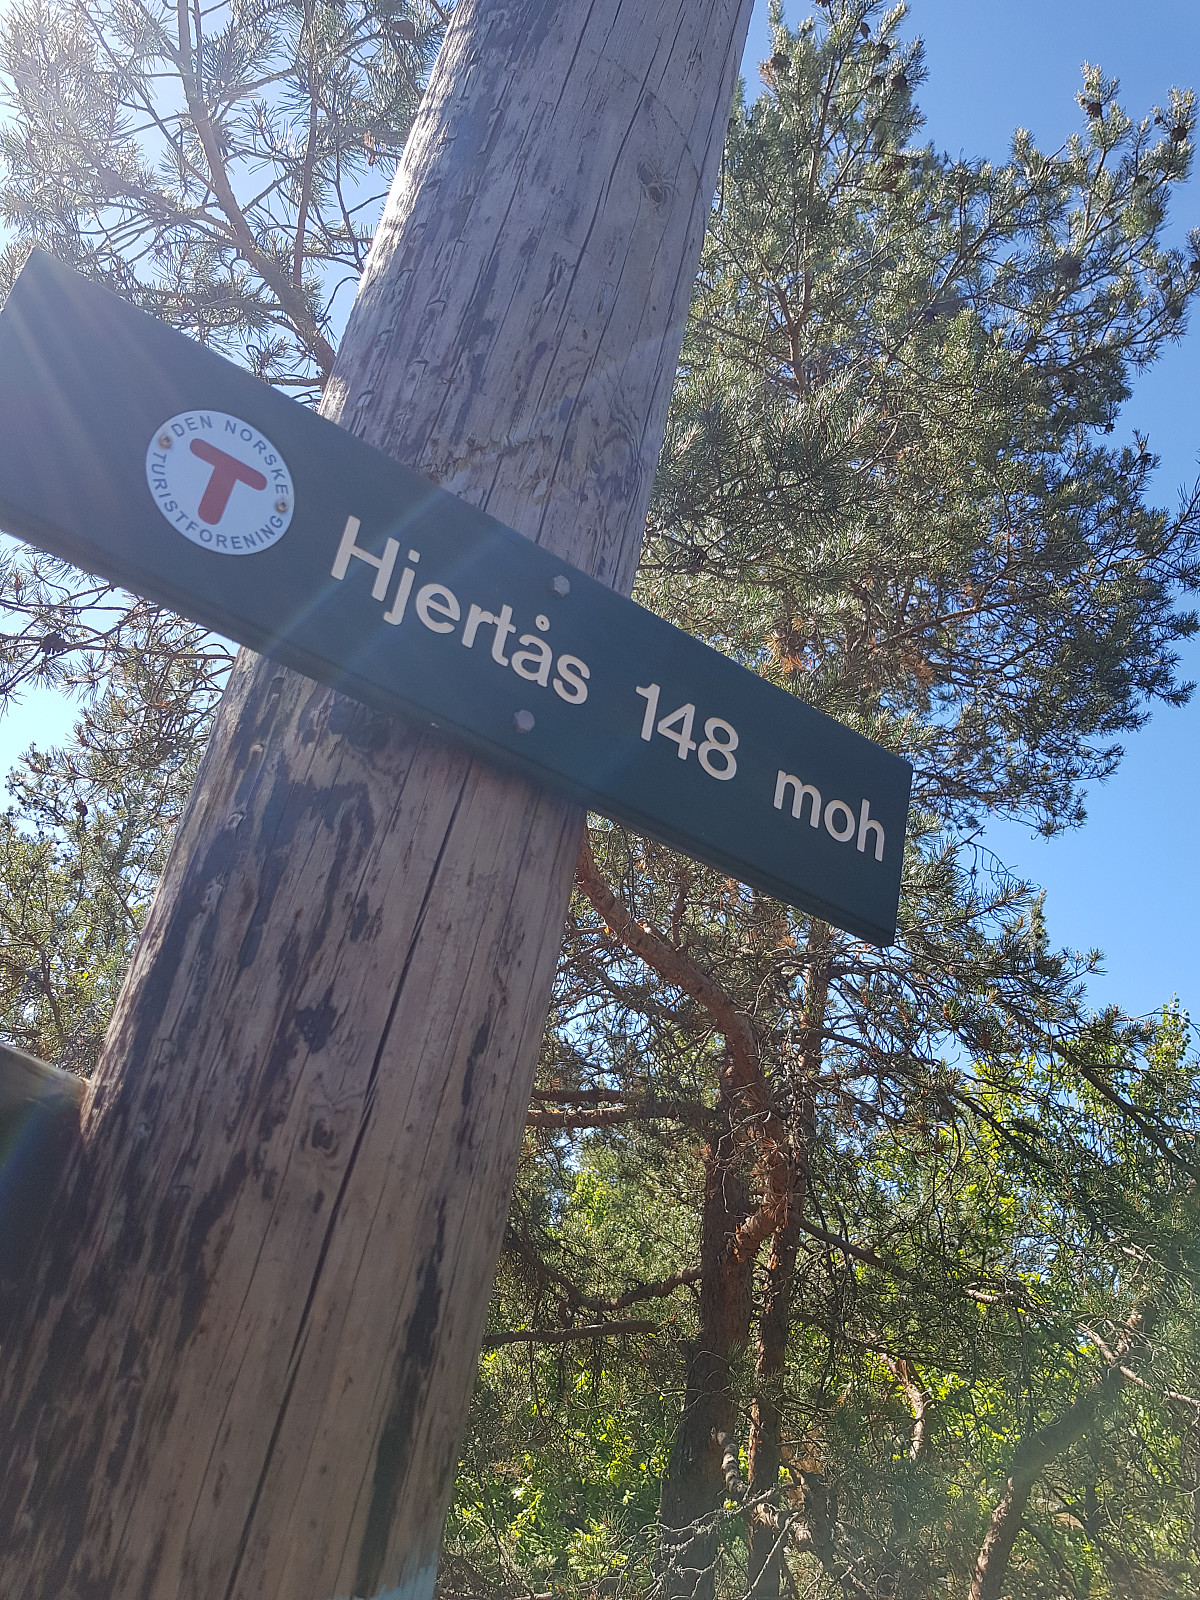 DEN NORSKE
TURISTFORENING
T
Hjertås 148 moh